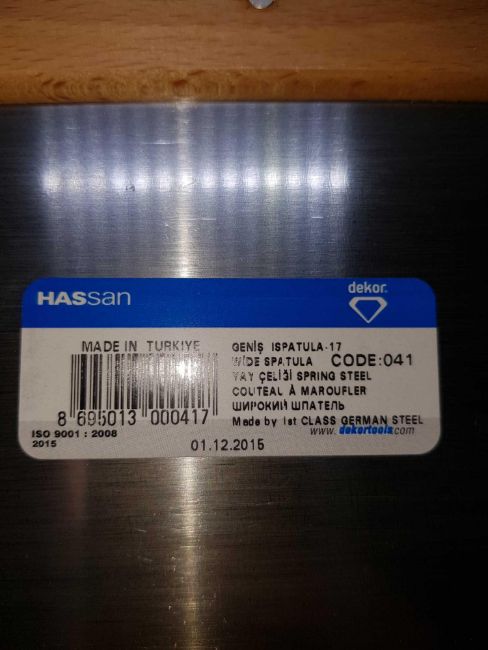 HASsan
dekor.
MADE IN TURKIYE
GENİŞ ISPATULA-17
WIDE SPATULA CODE:041
YAY ÇELİĞİ SPRING STEEL
COUTEAL À MAROUFLER
ШИРОКИЙ ШПАТЕЛЬ
Made by 1st CLASS GERMAN STEEL
www.dekortools.com
8 695013 000417
ISO 9001 : 2008
2015
01.12.2015